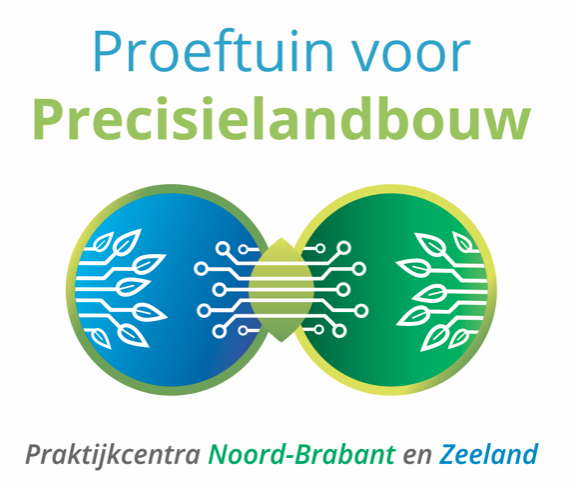 Proeftuin voor
Precisielandbouw
Praktijkcentra Noord-Brabant en Zeeland